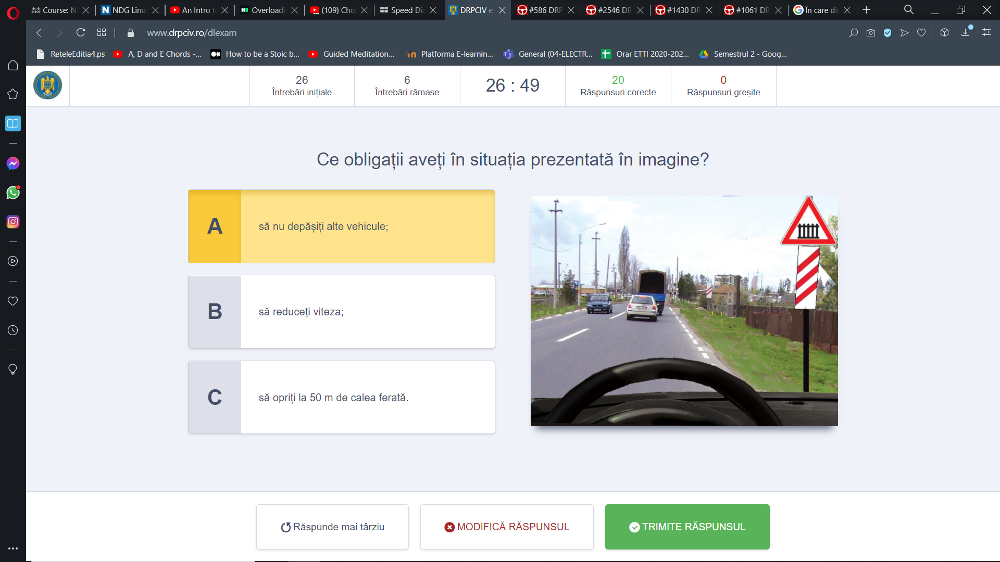 Course: N
NDG Linu
An Intro t
Overloadi
(109) Cho
Speed Dia
DRPCIV e
#586 DRP
#2546 DR
#1430 DR
#1061 DR
În care di
www.drpciv.ro/dlexam
ReteleEditia4.ps
A, D and E Chords -...
How to be a Stoic b...
Guided Meditation...
Platforma E-learnin...
General (04-ELECTR...
Orar ETTI 2020-202...
Semestrul 2 - Goog...
26
Întrebări inițiale
6
Întrebări rămase
26 : 49
20
Răspunsuri corecte
0
Răspunsuri greșite
Ce obligații aveți în situația prezentată în imagine?
A
să nu depășiți alte vehicule;
B
să reduceți viteza;
C
să opriți la 50 m de calea ferată.
Răspunde mai târziu
MODIFICĂ RĂSPUNSUL
TRIMITE RĂSPUNSUL